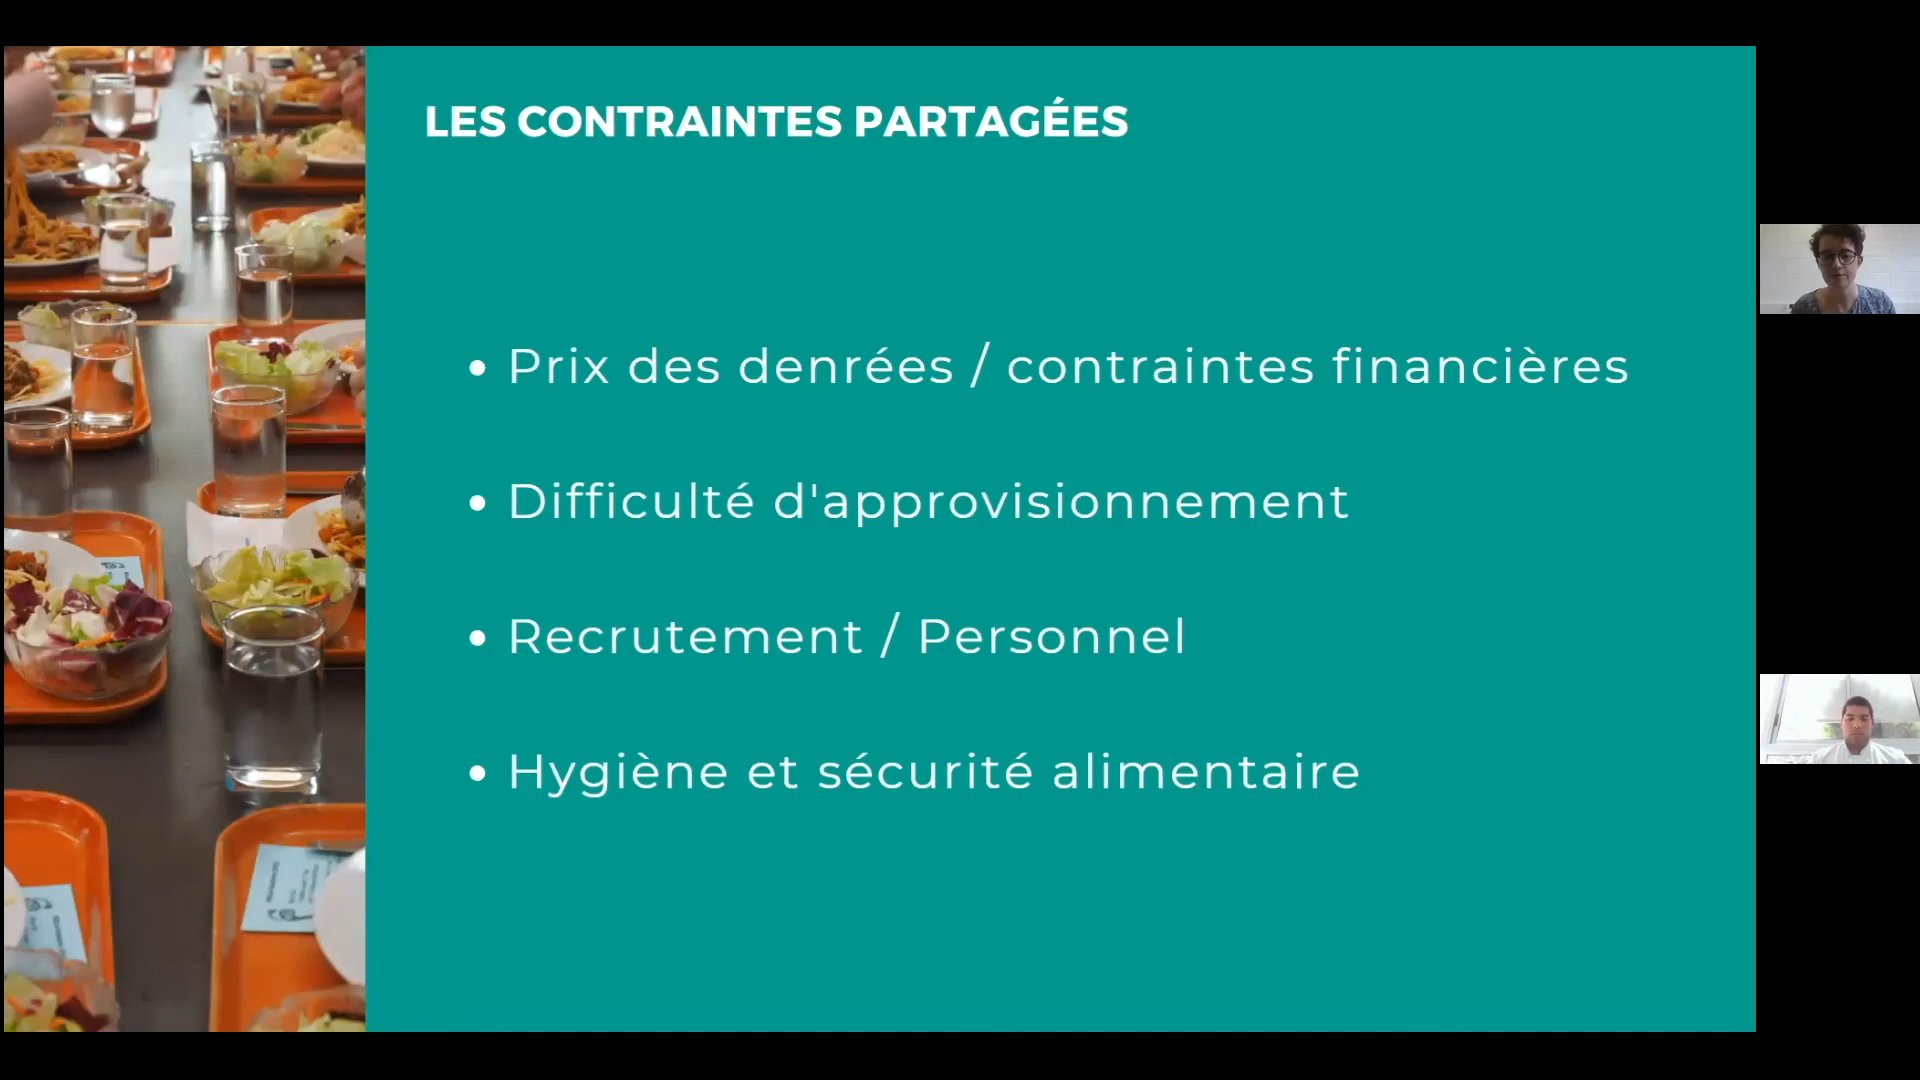 LES CONTRAINTES PARTAGÉES
Prix des denrées / contraintes financières
Difficulté d'approvisionnement
Recrutement / Personnel
Hygiène et sécurité alimentaire